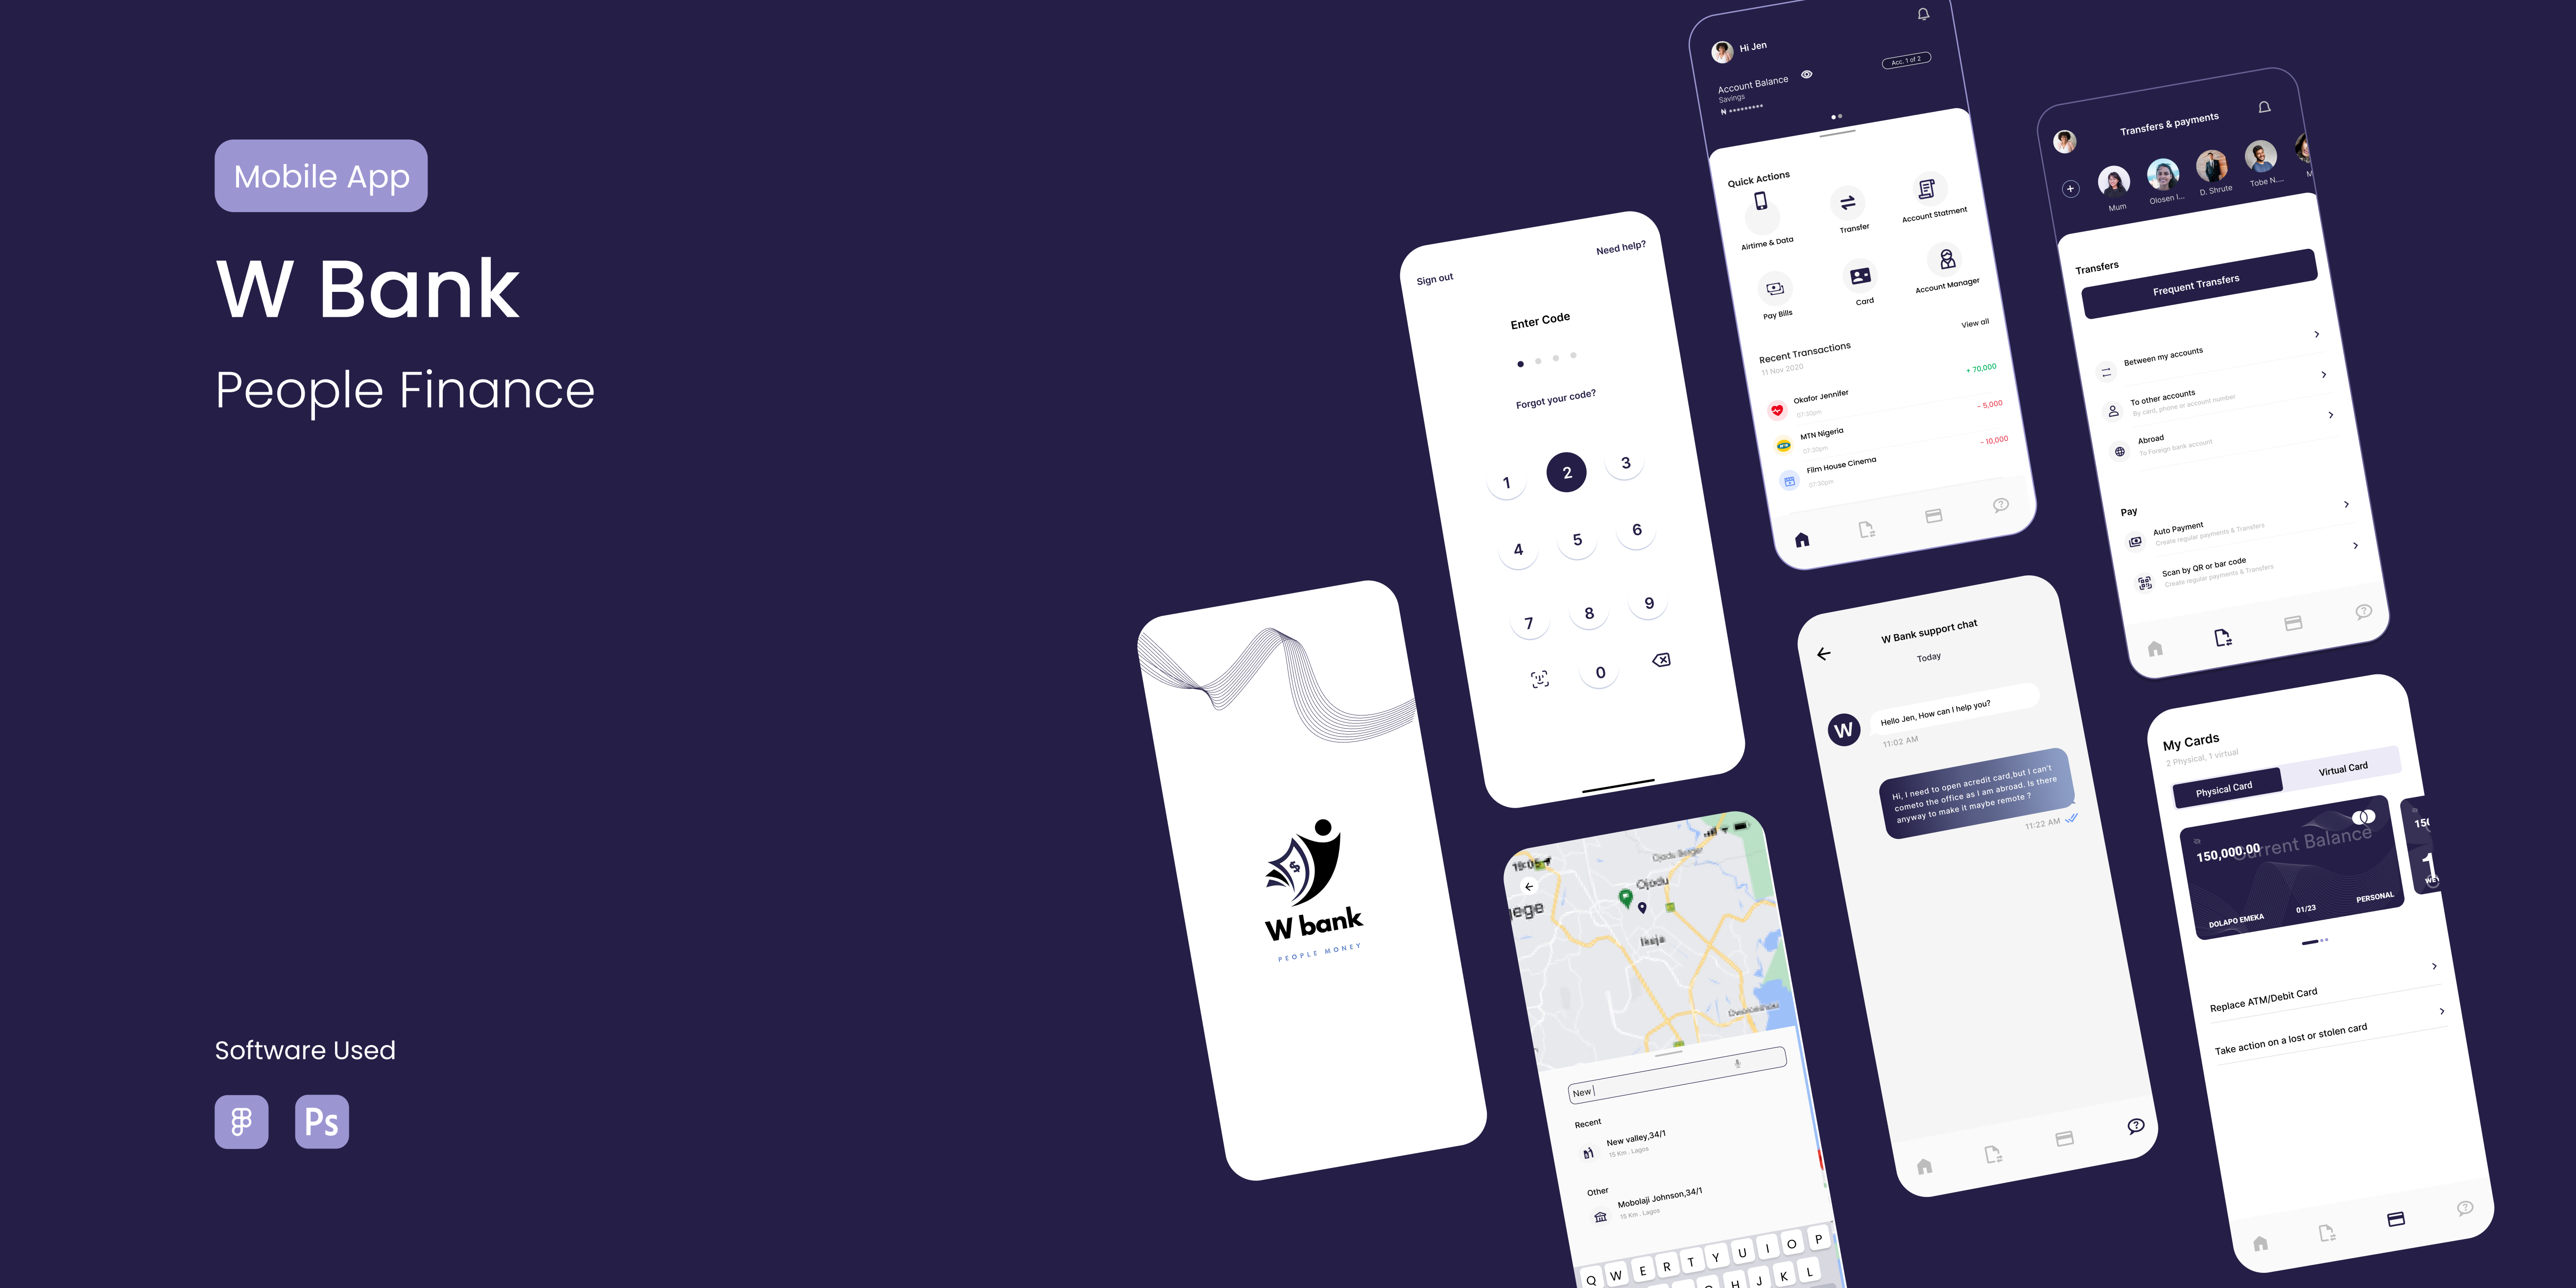 Mobile App
W Bank
People Finance
Software Used
Ps
$
W bank
PEOPLE MONEY
Sign out
Need help?
Enter Code
Forgot your code?
1 2 3
4 5 6
7 8 9
0
Hi Jen
Account Balance
Savings
₦ *********
Acc. 1 of 2
Quick Actions
Airtime & Data
Transfer
Account Statment
Pay Bills
Card
Account Manager
View all
Recent Transactions
11 Nov 2020
Okafor Jennifer
07:30pm
+ 70,000
MTN Nigeria
07:30pm
- 5,000
Film House Cinema
07:30pm
- 10,000
Transfers & payments
Mum
Olosen I...
D. Shrute
Tobe N....
M
Transfers
Frequent Transfers
Between my accounts
To other accounts
By card, phone or account number
Abroad
To Foreign bank account
Pay
Auto Payment
Create regular payments & Transfers
Scan by QR or bar code
Create regular payments & Transfers
Ojodu Berger
Ojodu
ege
Ikeja
New
Recent
New valley,34/1
15 Km . Lagos
Other
Mobolaji Johnson,34/1
15 Km . Lagos
Q W E R T Y U I O P
H J K L
W Bank support chat
Today
W
Hello Jen, How can I help you?
11:02 AM
Hi, I need to open acredit card,but I can't
cometo the office as I am abroad. Is there
anyway to make it maybe remote ?
11:22 AM
My Cards
2 Physical, 1 virtual
Physical Card
Virtual Card
150,000.00
Current Balance
DOLAPO EMEKA
01/23
PERSONAL
Replace ATM/Debit Card
Take action on a lost or stolen card